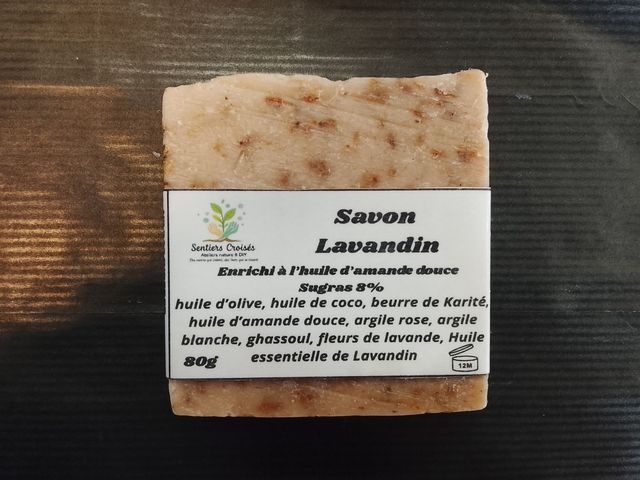 Savon
Lavandin
Sentiers Croisés
Ateliers nature & DIY
Enrichi à l'huile d'amande douce
Sugras 8%
huile d'olive, huile de coco, beurre de Karité,
huile d'amande douce, argile rose, argile
blanche, ghassoul, fleurs de lavande, Huile
essentielle de Lavandin
80g
12M